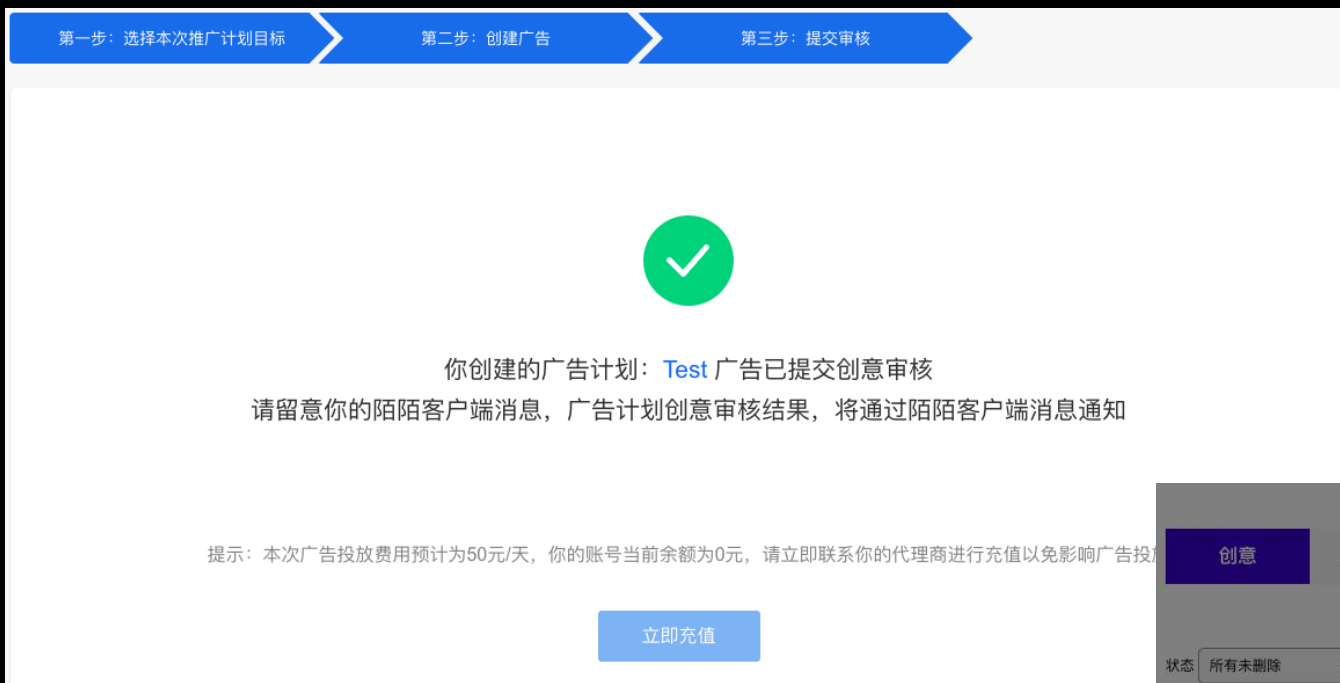 第一步：选择本次推广计划目标
第二步：创建广告
第三步：提交审核
你创建的广告计划：Test 广告已提交创意审核
请留意你的陌陌客户端消息，广告计划创意审核结果，将通过陌陌客户端消息通知
提示：本次广告投放费用预计为50元/天，你的账号当前余额为0元，请立即联系你的代理商进行充值以免影响广告投
创意
立即充值
状态 所有未删除